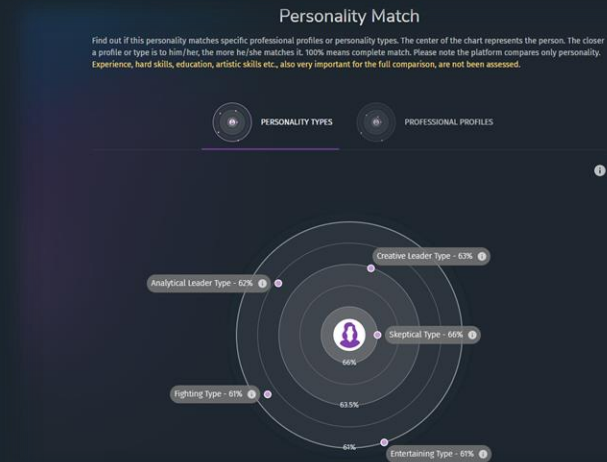 Personality Match
Find out if this personality matches specific professional profiles or personality types. The center of the chart represents the person. The closer
a profile or type is to him/her, the more he/she matches it. 100% means complete match. Please note the platform compares only personality.
Experience, hard skills, education, artistic skills etc., also very important for the full comparison, are not been assessed.
PERSONALITY TYPES
PROFESSIONAL PROFILES
Creative Leader Type - 63%
Analytical Leader Type - 62%
Skeptical Type - 66%
66%
Fighting Type - 61%
63.5%
61%
Entertaining Type - 61%